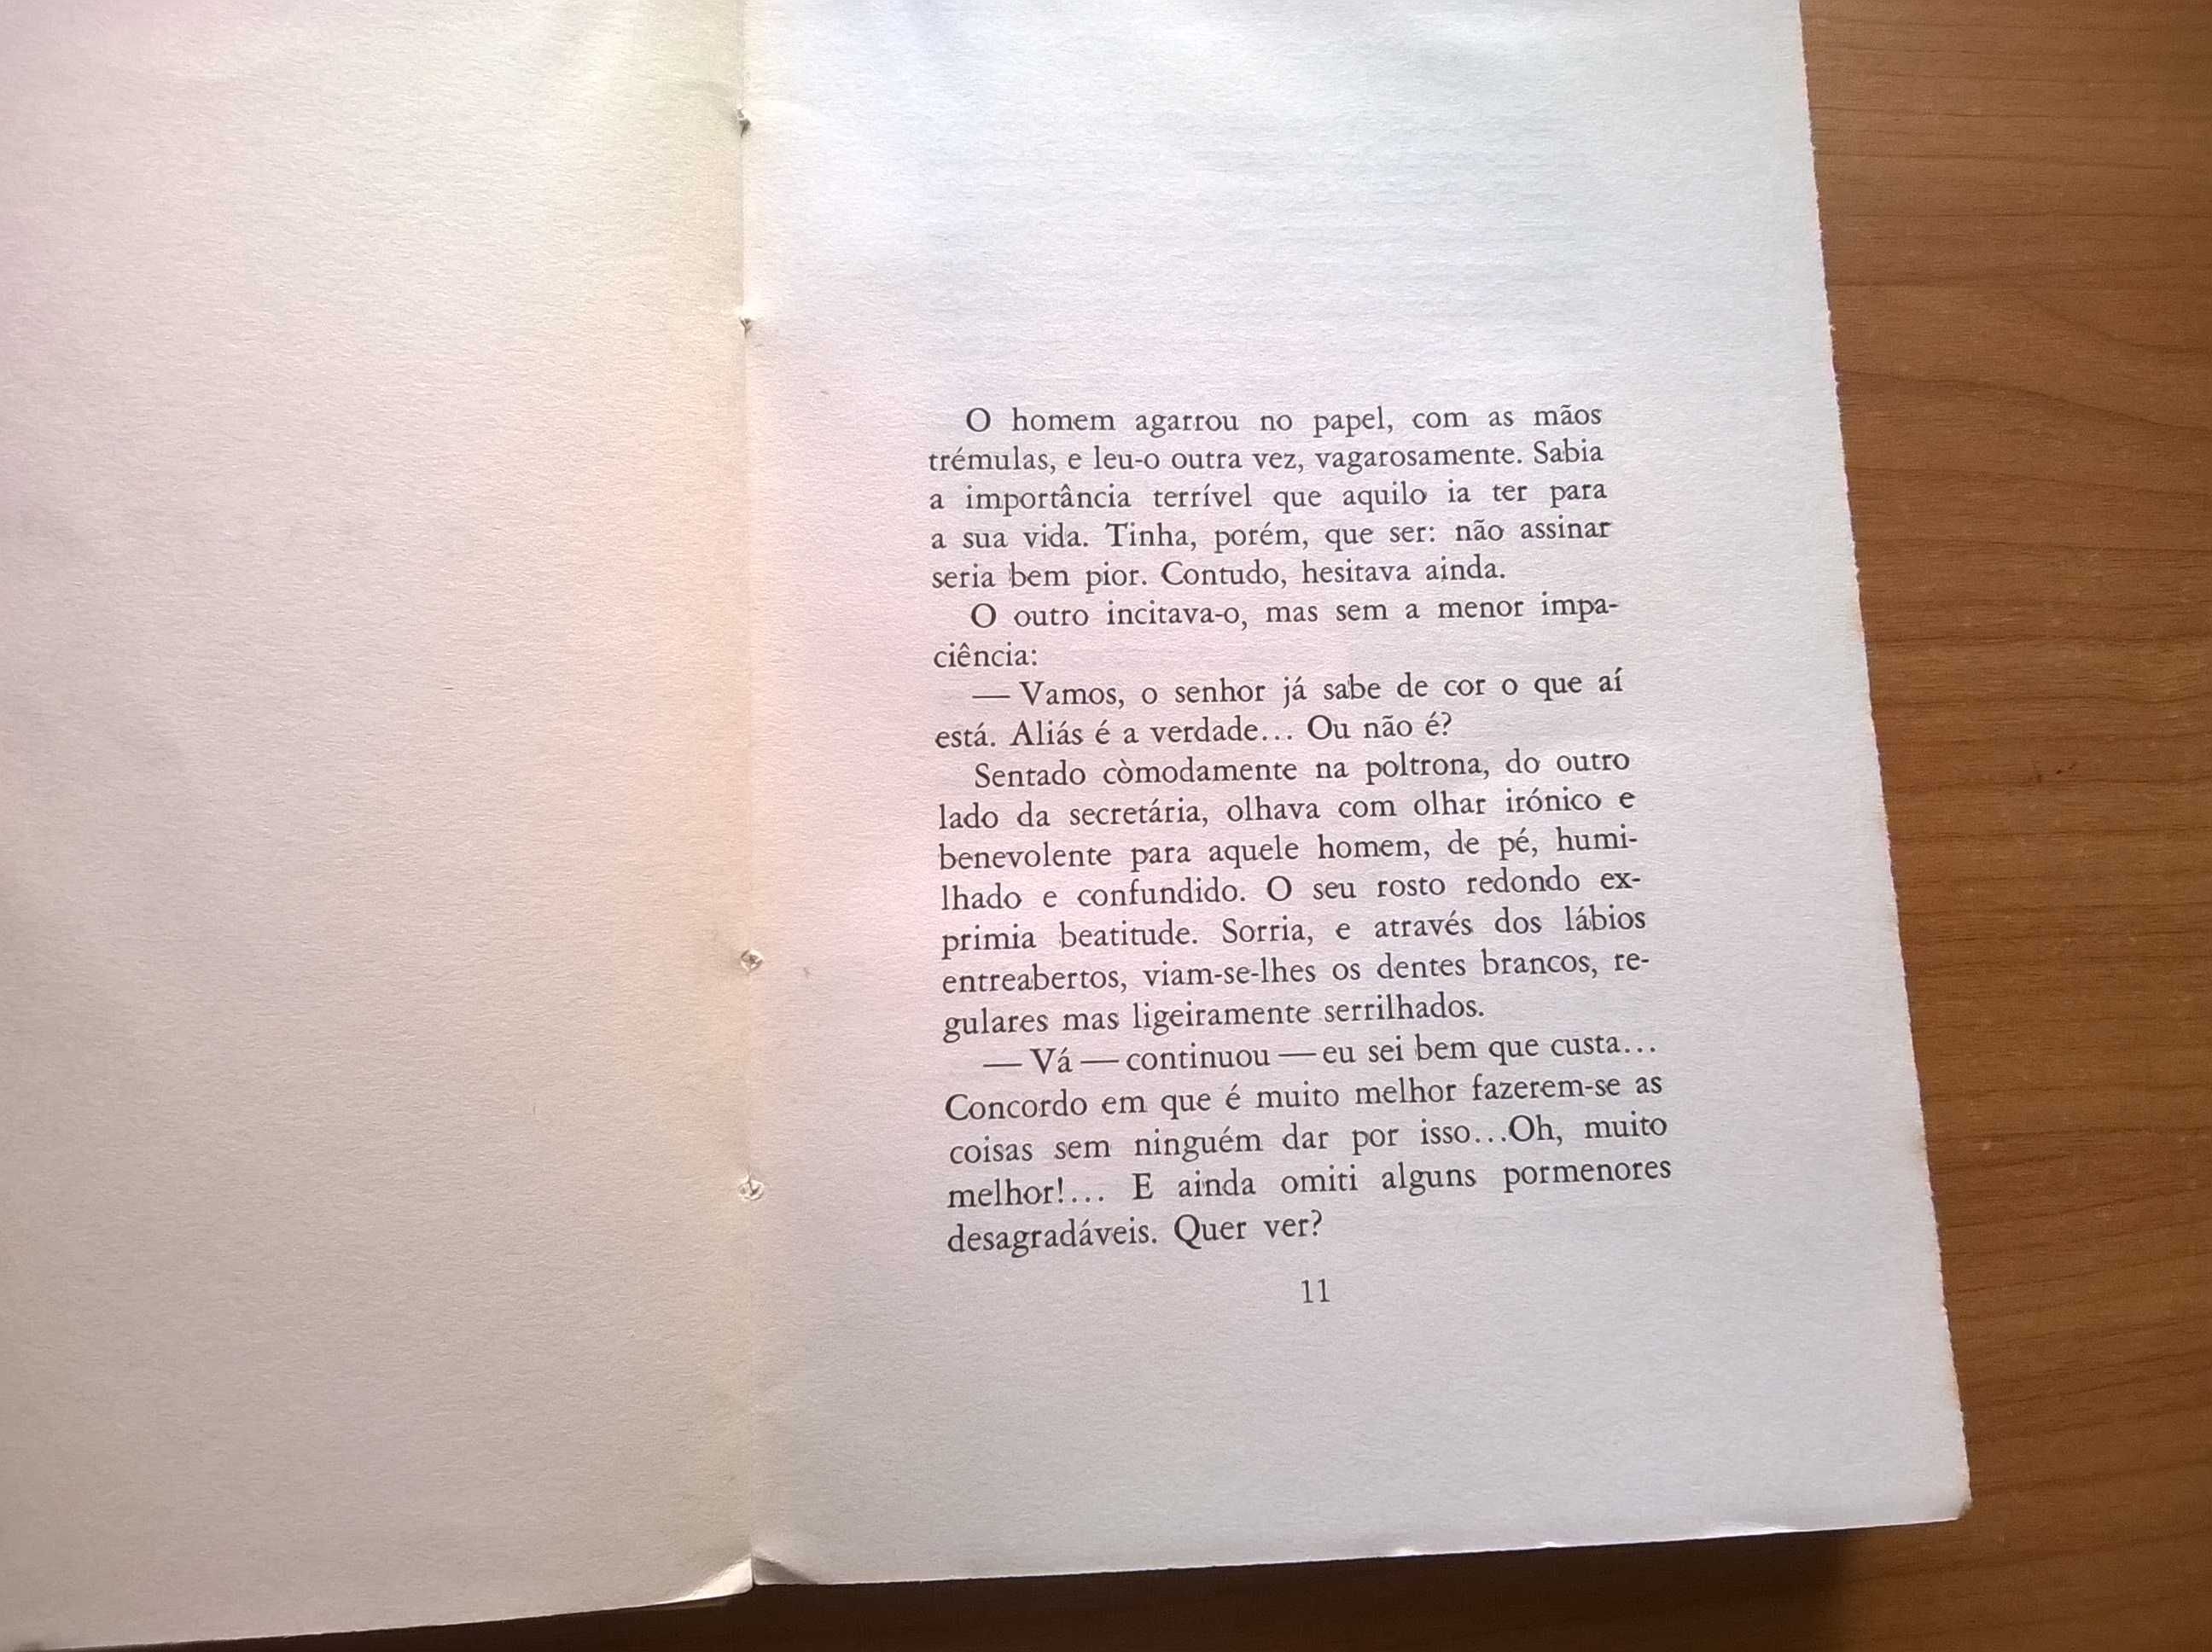 O homem agarrou no papel, com as mãos
trémulas, e leu-o outra vez, vagarosamente. Sabia
a importância terrível que aquilo ia ter para
a sua vida. Tinha, porém, que ser: não assinar
seria bem pior. Contudo, hesitava ainda.
O outro incitava-o, mas sem a menor impa-
ciência:
— Vamos, o senhor já sabe de cor o que aí
está. Aliás é a verdade... Ou não é?
Sentado còmodamente na poltrona, do outro
lado da secretária, olhava com olhar irónico e
benevolente para aquele homem, de pé, humi-
lhado e confundido. O seu rosto redondo ex-
primia beatitude. Sorria, e através dos lábios
entreabertos, viam-se-lhes os dentes brancos, re-
gulares mas ligeiramente serrilhados.
— Vá — continuou — eu sei bem que custa...
Concordo em que é muito melhor fazerem-se as
coisas sem ninguém dar por isso...Oh, muito
melhor!... E ainda omiti alguns pormenores
desagradáveis. Quer ver?
11